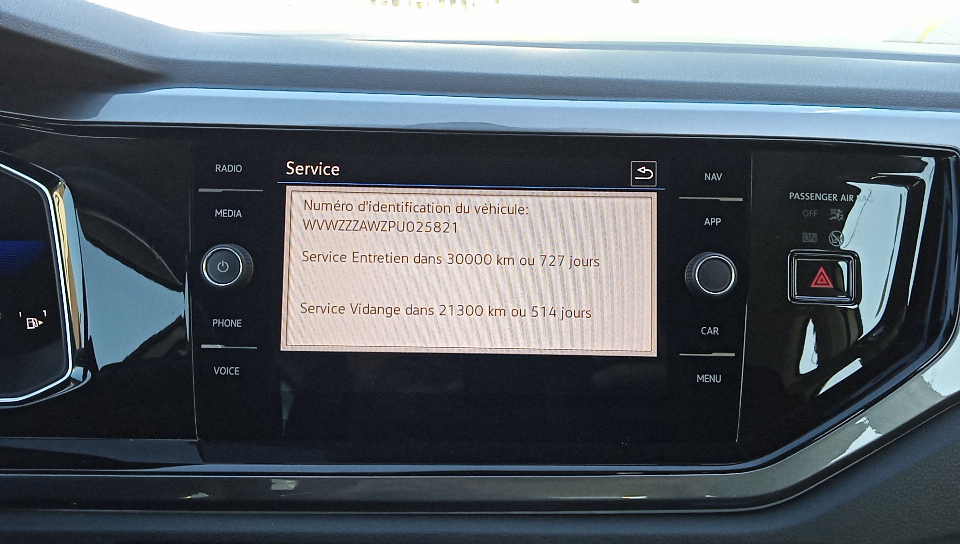 RADIO
Service
NAV
MEDIA
APP
PASSENGER AIR BAG
OFF
ON
Numéro d'identification du véhicule:
WVWZZZAWZPU025821
Service Entretien dans 30000 km ou 727 jours
Service Vidange dans 21300 km ou 514 jours
PHONE
CAR
VOICE
MENU